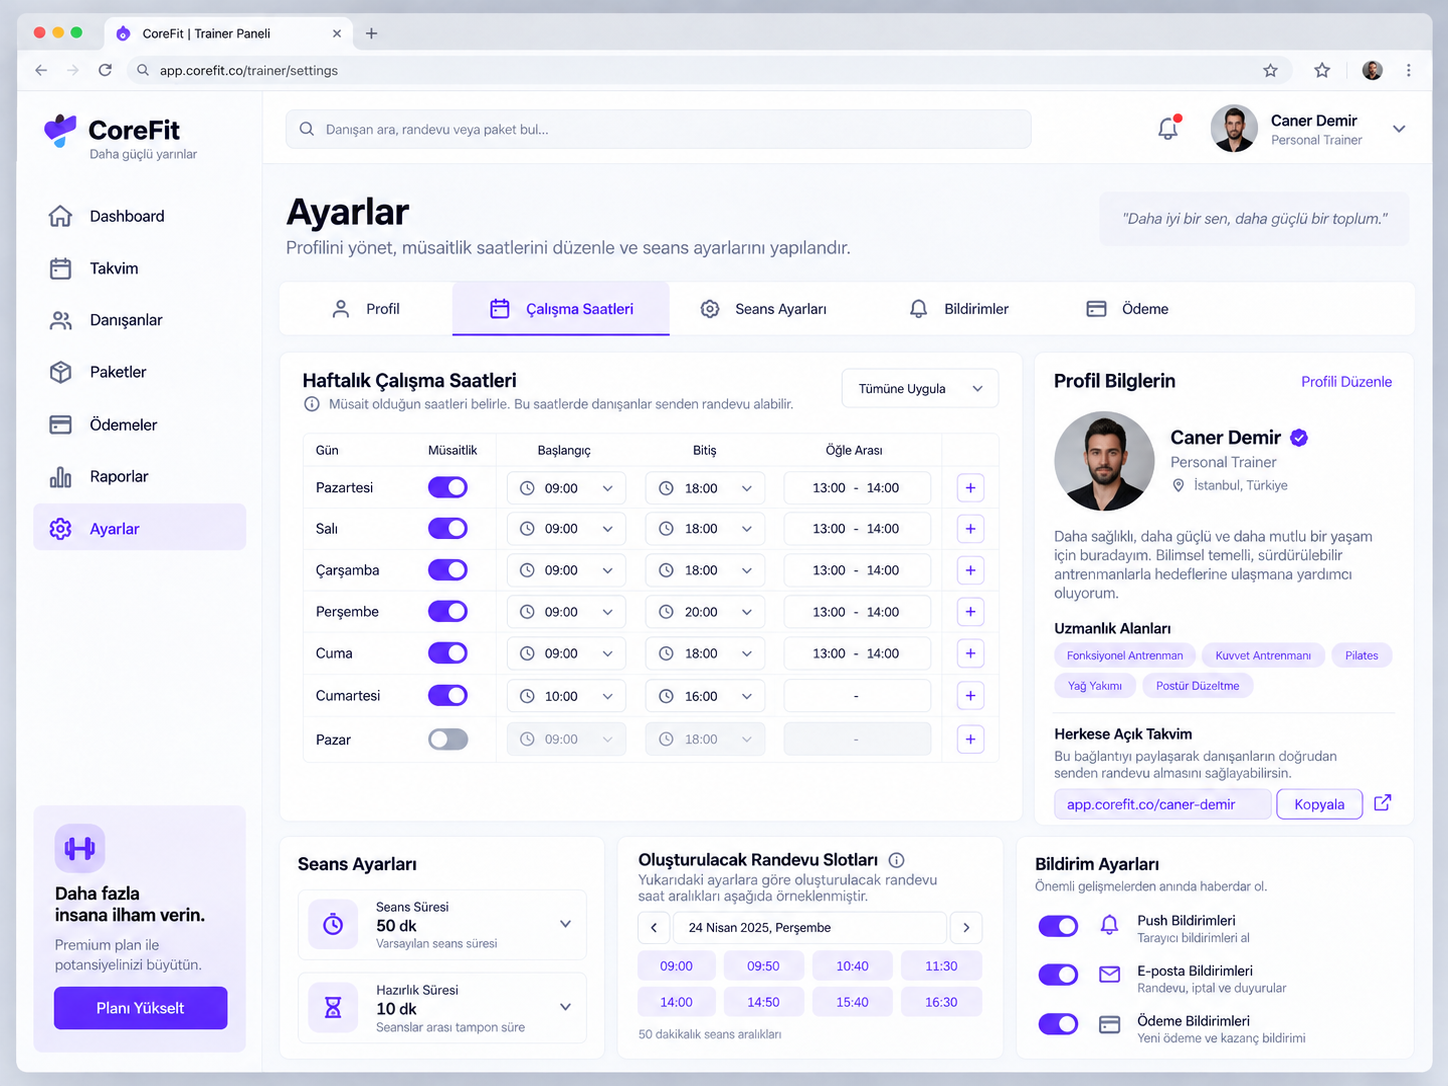 CoreFit | Trainer Paneli
app.corefit.co/trainer/settings
CoreFit
Daha güçlü yarınlar
Danışan ara, randevu veya paket bul...
Caner Demir
Personal Trainer
Dashboard
Takvim
Danışanlar
Paketler
Ödemeler
Raporlar
Ayarlar
Daha fazla
insana ilham verin.
Premium plan ile
potansiyelinizi büyütün.
Planı Yükselt
Ayarlar
Profilini yönet, müsaitlik saatlerini düzenle ve seans ayarlarını yapılandır.
"Daha iyi bir sen, daha güçlü bir toplum."
Profil
Çalışma Saatleri
Seans Ayarları
Bildirimler
Ödeme
Haftalık Çalışma Saatleri
Müsait olduğun saatleri belirle. Bu saatlerde danışanlar senden randevu alabilir.
Tümüne Uygula
Gün Müsaitlik Başlangıç Bitiş Öğle Arası
Pazartesi 09:00 18:00 13:00 - 14:00 +
Salı 09:00 18:00 13:00 - 14:00 +
Çarşamba 09:00 18:00 13:00 - 14:00 +
Perşembe 09:00 20:00 13:00 - 14:00 +
Cuma 09:00 18:00 13:00 - 14:00 +
Cumartesi 10:00 16:00 - +
Pazar 09:00 18:00 - +
Profil Bilglerin
Profili Düzenle
Caner Demir
Personal Trainer
İstanbul, Türkiye
Daha sağlıklı, daha güçlü ve daha mutlu bir yaşam
için buradayım. Bilimsel temelli, sürdürülebilir
antrenmanlarla hedeflerine ulaşmana yardımcı
oluyorum.
Uzmanlık Alanları
Fonksiyonel Antrenman Kuvvet Antrenmanı Pilates
Yağ Yakımı Postür Düzeltme
Herkese Açık Takvim
Bu bağlantıyı paylaşarak danışanların doğrudan
senden randevu almasını sağlayabilirsin.
app.corefit.co/caner-demir
Kopyala
Seans Ayarları
Seans Süresi
50 dk
Varsayılan seans süresi
Hazırlık Süresi
10 dk
Seanslar arası tampon süre
Oluşturulacak Randevu Slotları
Yukarıdaki ayarlara göre oluşturulacak randevu
saat aralıkları aşağıda örneklenmiştir.
24 Nisan 2025, Perşembe
09:00 09:50 10:40 11:30
14:00 14:50 15:40 16:30
50 dakikalık seans aralıkları
Bildirim Ayarları
Önemli gelişmelerden anında haberdar ol.
Push Bildirimleri
Tarayıcı bildirimleri al
E-posta Bildirimleri
Randevu, iptal ve duyurular
Ödeme Bildirimleri
Yeni ödeme ve kazanç bildirimi